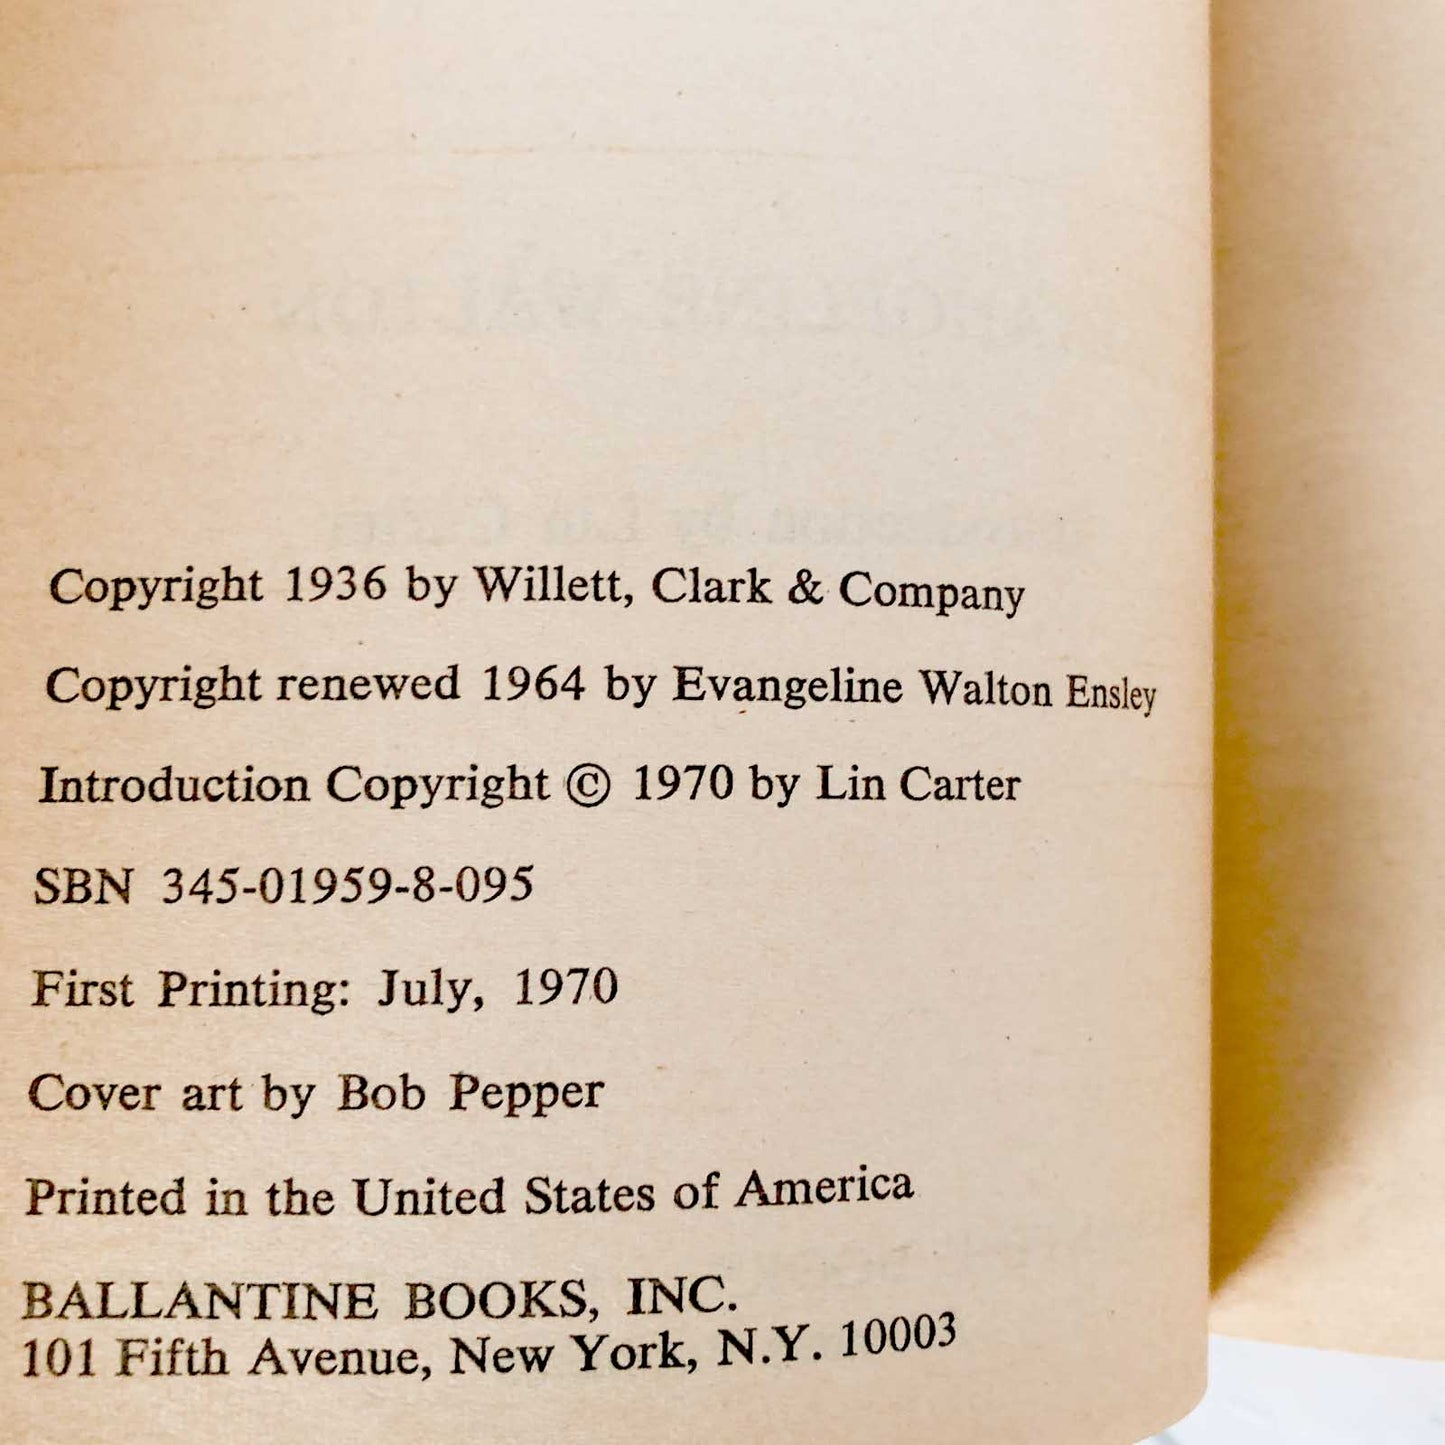 Copyright 1936 by Willett, Clark & Company
Copyright renewed 1964 by Evangeline Walton Ensley
Introduction Copyright © 1970 by Lin Carter
SBN 345-01959-8-095
First Printing: July, 1970
Cover art by Bob Pepper
Printed in the United States of America
BALLANTINE BOOKS, INC.
101 Fifth Avenue, New York, N.Y. 10003